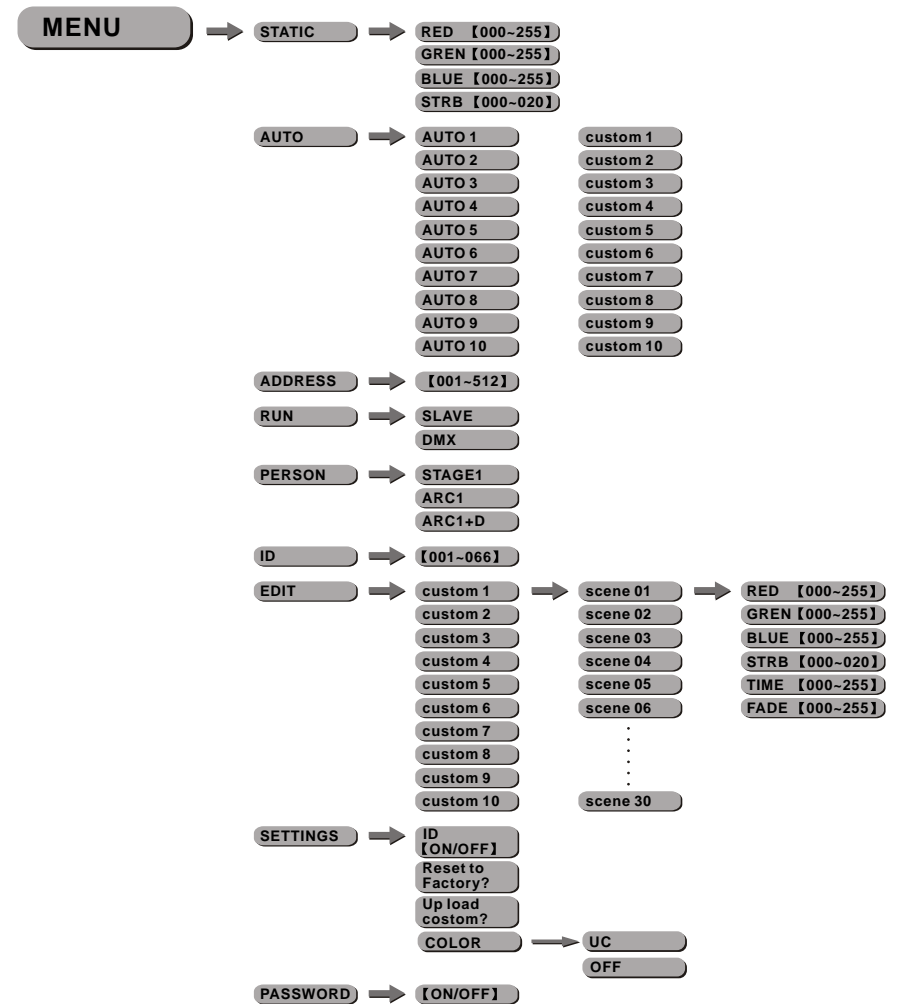 MENU
STATIC
RED 【000~255】
GREN【000~255】
BLUE 【000~255】
STRB 【000~020】
AUTO
AUTO 1 custom 1
AUTO 2 custom 2
AUTO 3 custom 3
AUTO 4 custom 4
AUTO 5 custom 5
AUTO 6 custom 6
AUTO 7 custom 7
AUTO 8 custom 8
AUTO 9 custom 9
AUTO 10 custom 10
ADDRESS
【001~512】
RUN
SLAVE
DMX
PERSON
STAGE1
ARC1
ARC1+D
ID
【001~066】
EDIT
custom 1 scene 01 RED 【000~255】
custom 2 scene 02 GREN【000~255】
custom 3 scene 03 BLUE 【000~255】
custom 4 scene 04 STRB 【000~020】
custom 5 scene 05 TIME 【000~255】
custom 6 scene 06 FADE 【000~255】
custom 7
custom 8
custom 9
custom 10 scene 30
SETTINGS
ID
【ON/OFF】
Reset to
Factory?
Up load
costom?
COLOR
UC
OFF
PASSWORD
【ON/OFF】